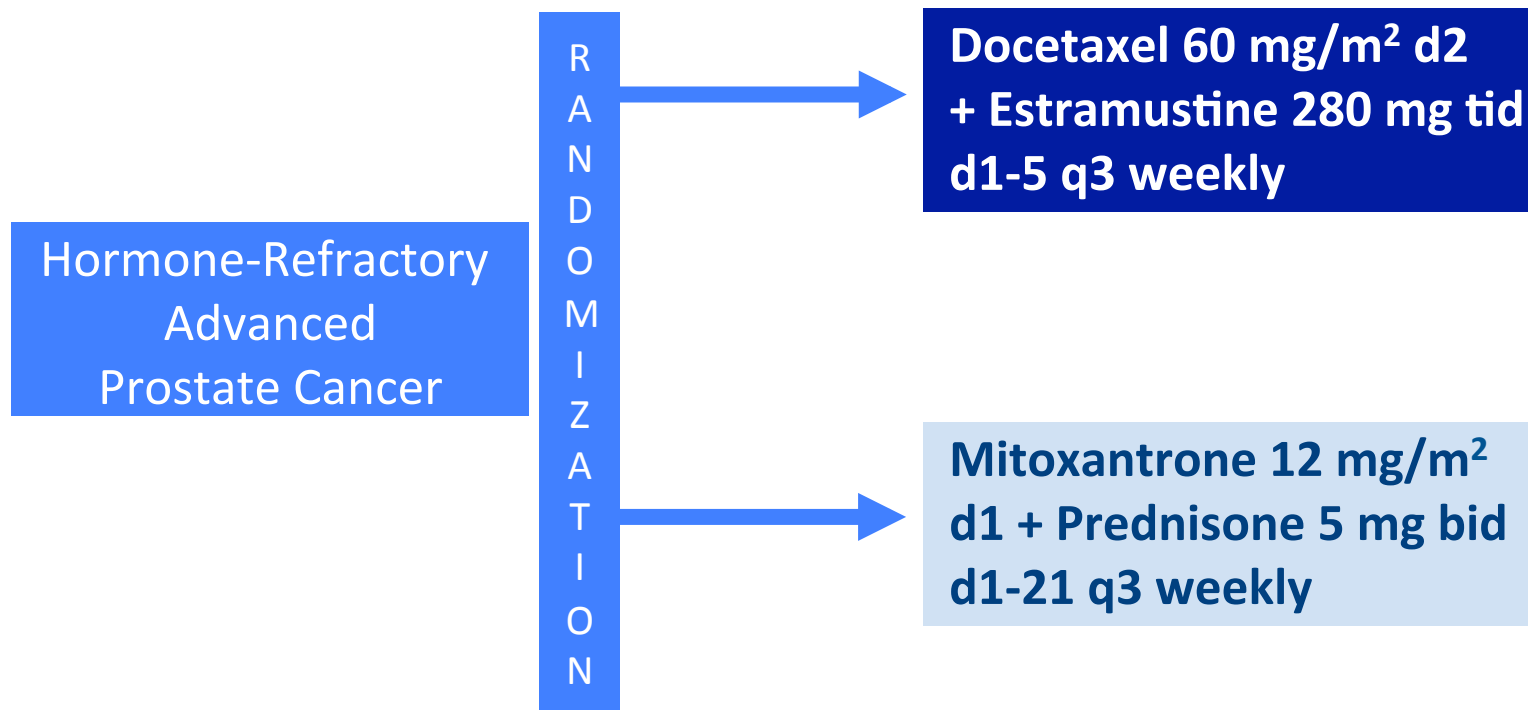 Hormone-Refractory
Advanced
Prostate Cancer
RANDOMIZATION
Docetaxel 60 mg/m² d2
+ Estramustine 280 mg tid
d1-5 q3 weekly
Mitoxantrone 12 mg/m²
d1 + Prednisone 5 mg bid
d1-21 q3 weekly